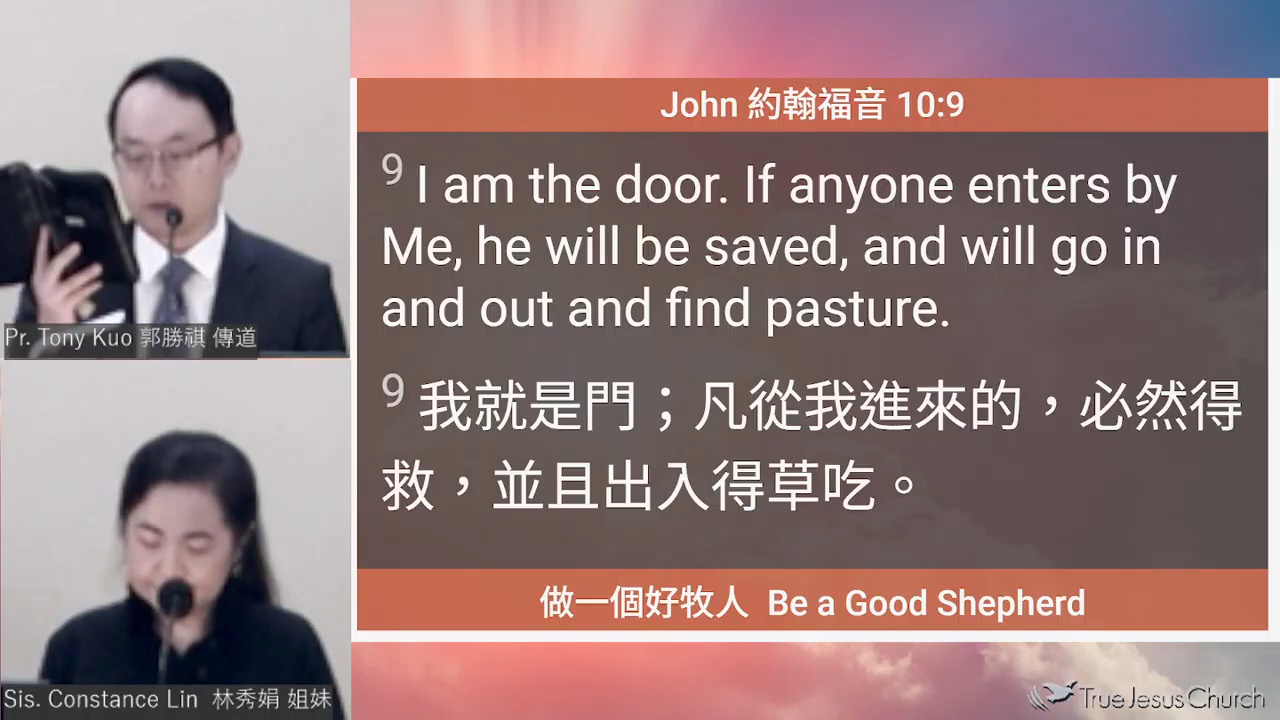 Pr. Tony Kuo 郭勝祺 傳道
Sis. Constance Lin 林秀娟 姐妹
John 約翰福音 10:9
9 I am the door. If anyone enters by
Me, he will be saved, and will go in
and out and find pasture.
9 我就是門；凡從我進來的，必然得
救，並且出入得草吃。
做一個好牧人 Be a Good Shepherd
True Jesus Church